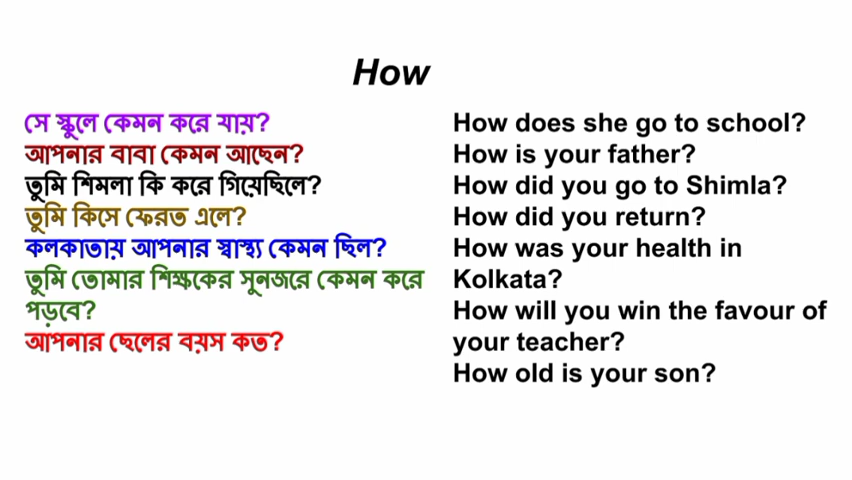 How
সে স্কুলে কেমন করে যায়?
আপনার বাবা কেমন আছেন?
তুমি শিমলা কি করে গিয়েছিলে?
তুমি কিসে ফেরত এলে?
কলকাতায় আপনার স্বাস্থ্য কেমন ছিল?
তুমি তোমার শিক্ষকের সুনজরে কেমন করে
পড়বে?
আপনার ছেলের বয়স কত?
How does she go to school?
How is your father?
How did you go to Shimla?
How did you return?
How was your health in
Kolkata?
How will you win the favour of
your teacher?
How old is your son?